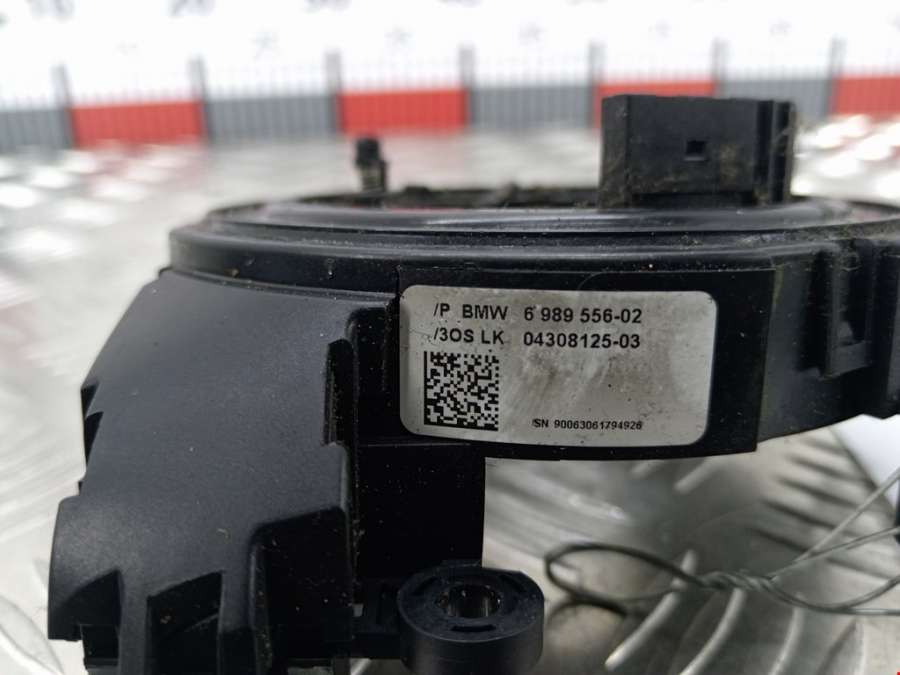 /P BMW 6 989 556-02
/3OS LK 04308125-03
SN 90063061794926